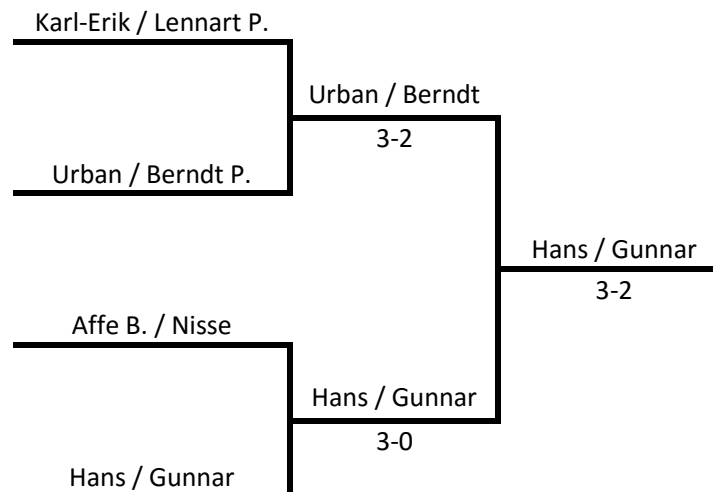 Karl-Erik / Lennart P.
Urban / Berndt
3-2
Urban / Berndt P.
Hans / Gunnar
3-2
Affe B. / Nisse
Hans / Gunnar
3-0
Hans / Gunnar